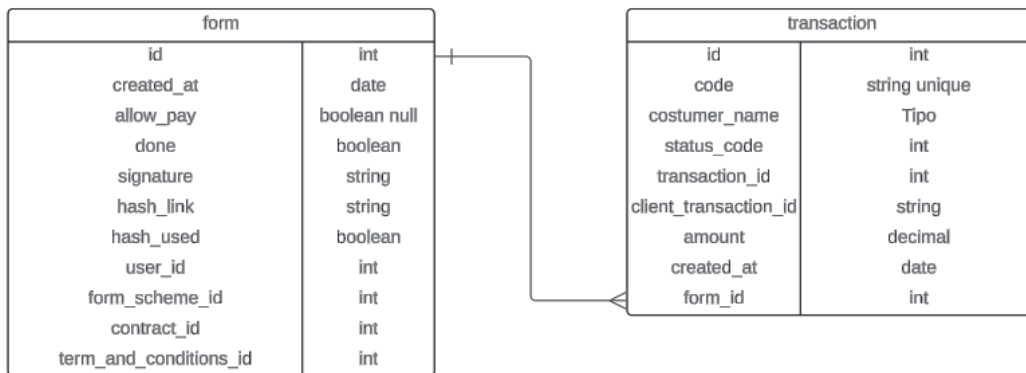 form
id int
created_at date
allow_pay boolean null
done boolean
signature string
hash_link string
hash_used boolean
user_id int
form_scheme_id int
contract_id int
term_and_conditions_id int
transaction
id int
code string unique
costumer_name Tipo
status_code int
transaction_id int
client_transaction_id string
amount decimal
created_at date
form_id int